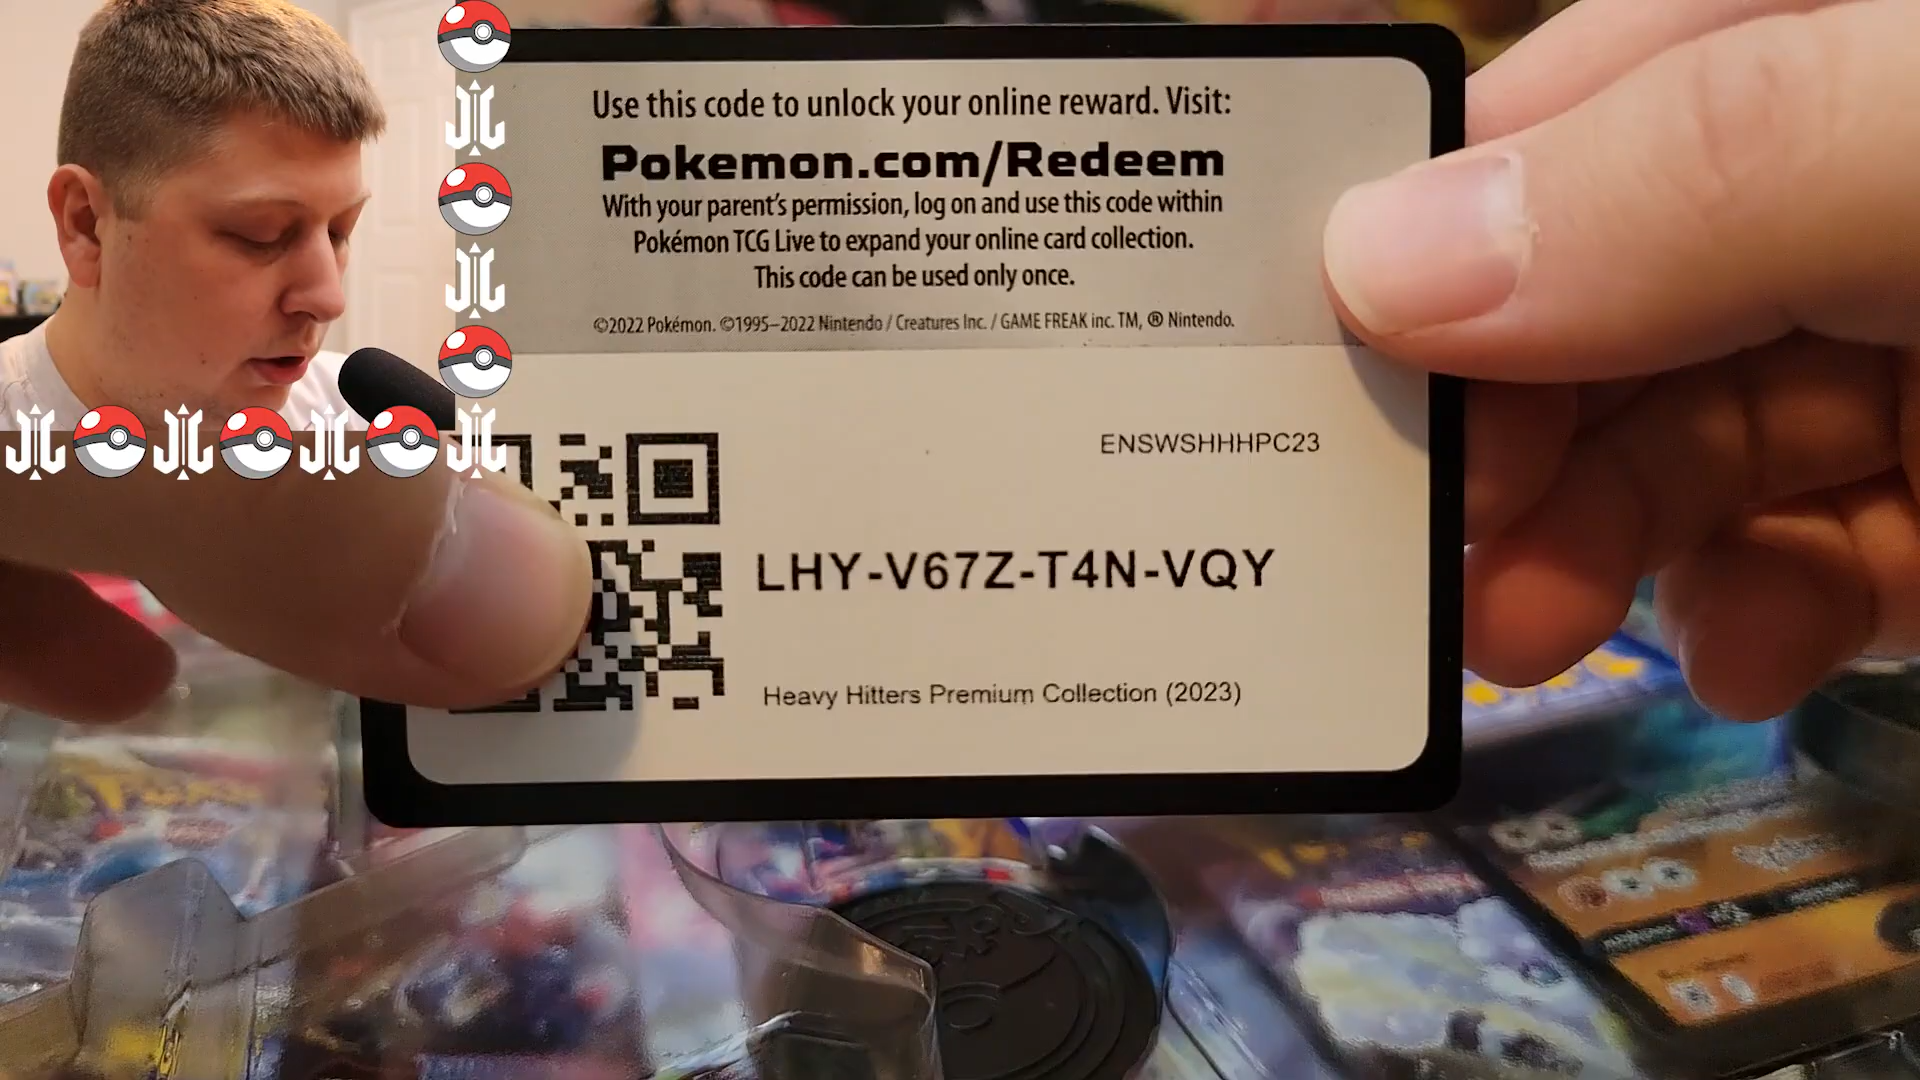 Use this code to unlock your online reward. Visit:
Pokemon.com/Redeem
With your parent's permission, log on and use this code within
Pokémon TCG Live to expand your online card collection.
This code can be used only once.
©2022 Pokémon. ©1995–2022 Nintendo / Creatures Inc. / GAME FREAK inc. TM, ® Nintendo.
ENSWSHHHPC23
LHY-V67Z-T4N-VQY
Heavy Hitters Premium Collection (2023)